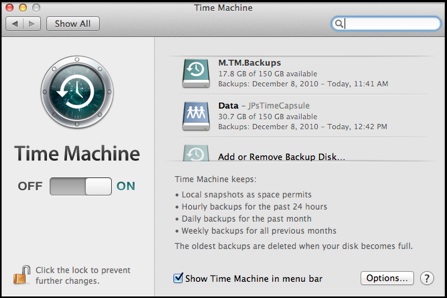 Time Machine
Show All
M.TM.Backups
17.8 GB of 150 GB available
Backups: December 8, 2010 – Today, 11:41 AM
Data – JPsTimeCapsule
30.7 GB of 150 GB available
Backups: December 8, 2010 – Today, 12:42 PM
Add or Remove Backup Disk...
Time Machine
OFF ON
Time Machine keeps:
• Local snapshots as space permits
• Hourly backups for the past 24 hours
• Daily backups for the past month
• Weekly backups for all previous months
The oldest backups are deleted when your disk becomes full.
Click the lock to prevent
further changes.
Show Time Machine in menu bar
Options...
?